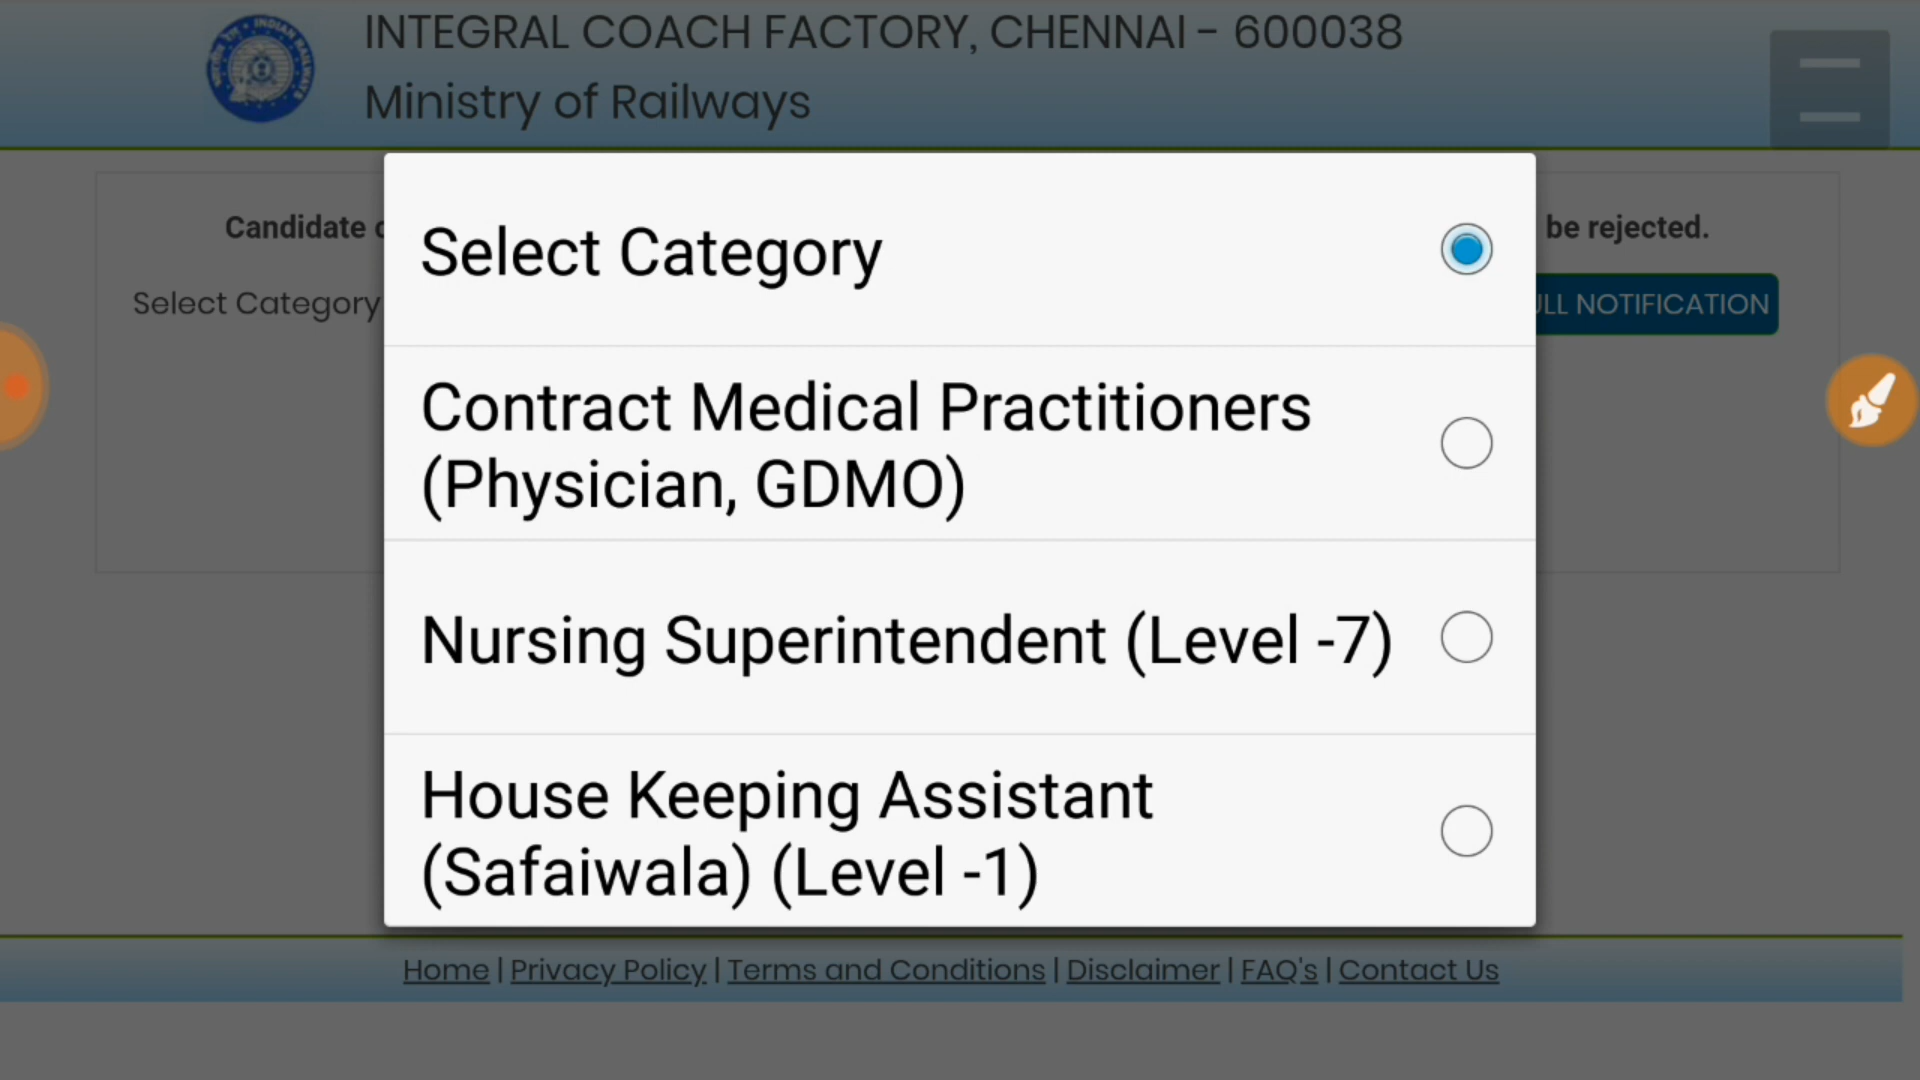 INTEGRAL COACH FACTORY, CHENNAI - 600038
Ministry of Railways
Candidate
be rejected.
Select Category
NOTIFICATION
Select Category
Contract Medical Practitioners
(Physician, GDMO)
Nursing Superintendent (Level -7)
House Keeping Assistant
(Safaiwala) (Level -1)
Home | Privacy Policy | Terms and Conditions | Disclaimer | FAQ's | Contact Us